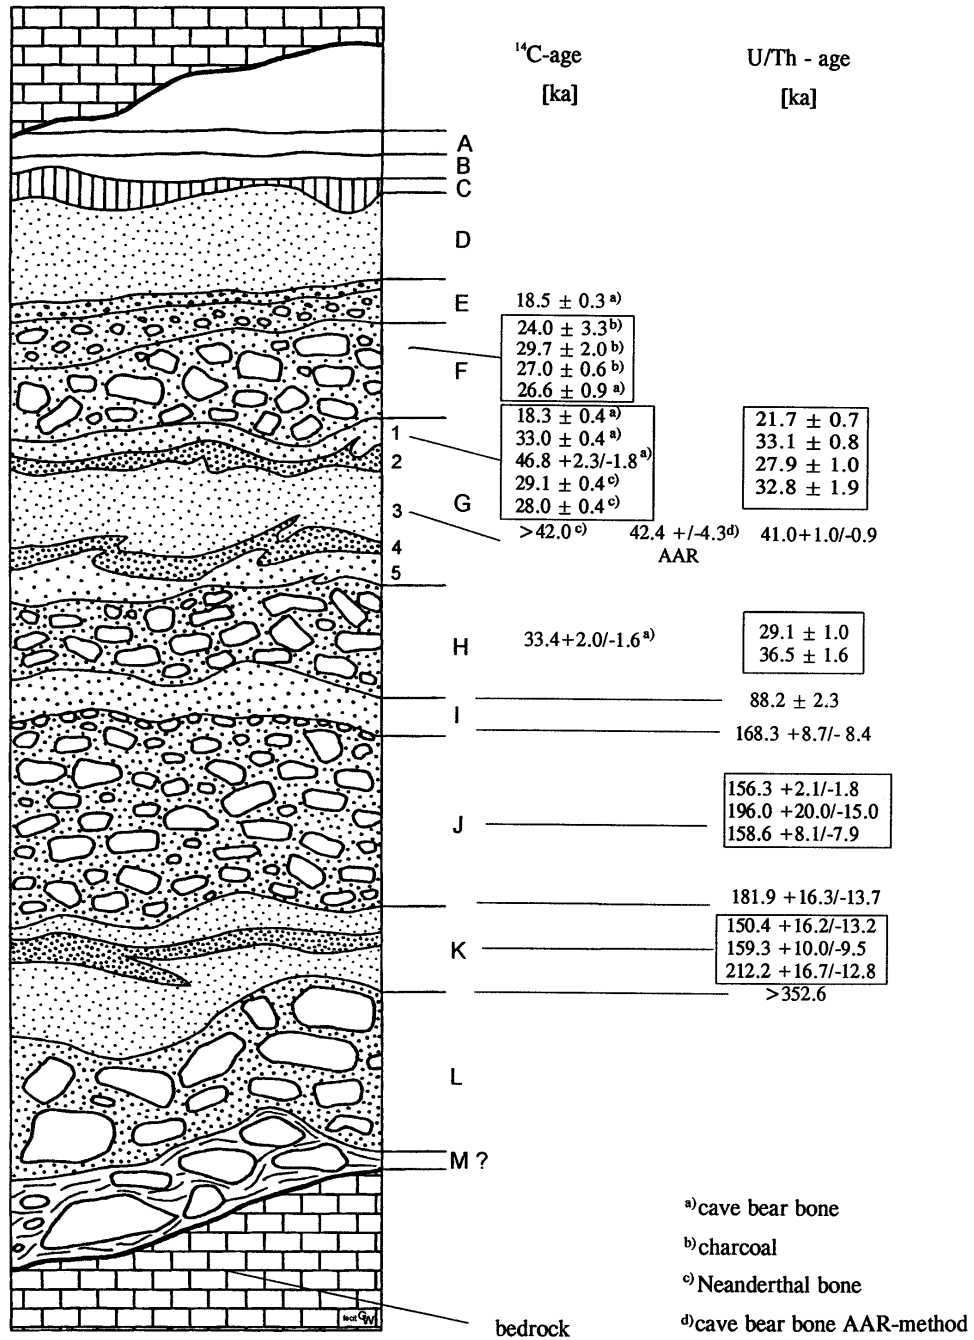 ¹⁴C-age U/Th - age
[ka] [ka]
A
B
C
D
E 18.5 ± 0.3 a)
24.0 ± 3.3 b)
29.7 ± 2.0 b)
F 27.0 ± 0.6 b)
26.6 ± 0.9 a)
18.3 ± 0.4 a) 21.7 ± 0.7
1 33.0 ± 0.4 a) 33.1 ± 0.8
2 46.8 +2.3/-1.8 a) 27.9 ± 1.0
29.1 ± 0.4 c) 32.8 ± 1.9
G 28.0 ± 0.4 c)
3 >42.0 c) 42.4 +/-4.3 d) 41.0+1.0/-0.9
4 AAR
5
H 33.4+2.0/-1.6 a) 29.1 ± 1.0
36.5 ± 1.6
88.2 ± 2.3
I
168.3 +8.7/- 8.4
156.3 +2.1/-1.8
J 196.0 +20.0/-15.0
158.6 +8.1/-7.9
181.9 +16.3/-13.7
150.4 +16.2/-13.2
K 159.3 +10.0/-9.5
212.2 +16.7/-12.8
>352.6
L
M ?
a) cave bear bone
b) charcoal
c) Neanderthal bone
d) cave bear bone AAR-method
bedrock
fecit GW